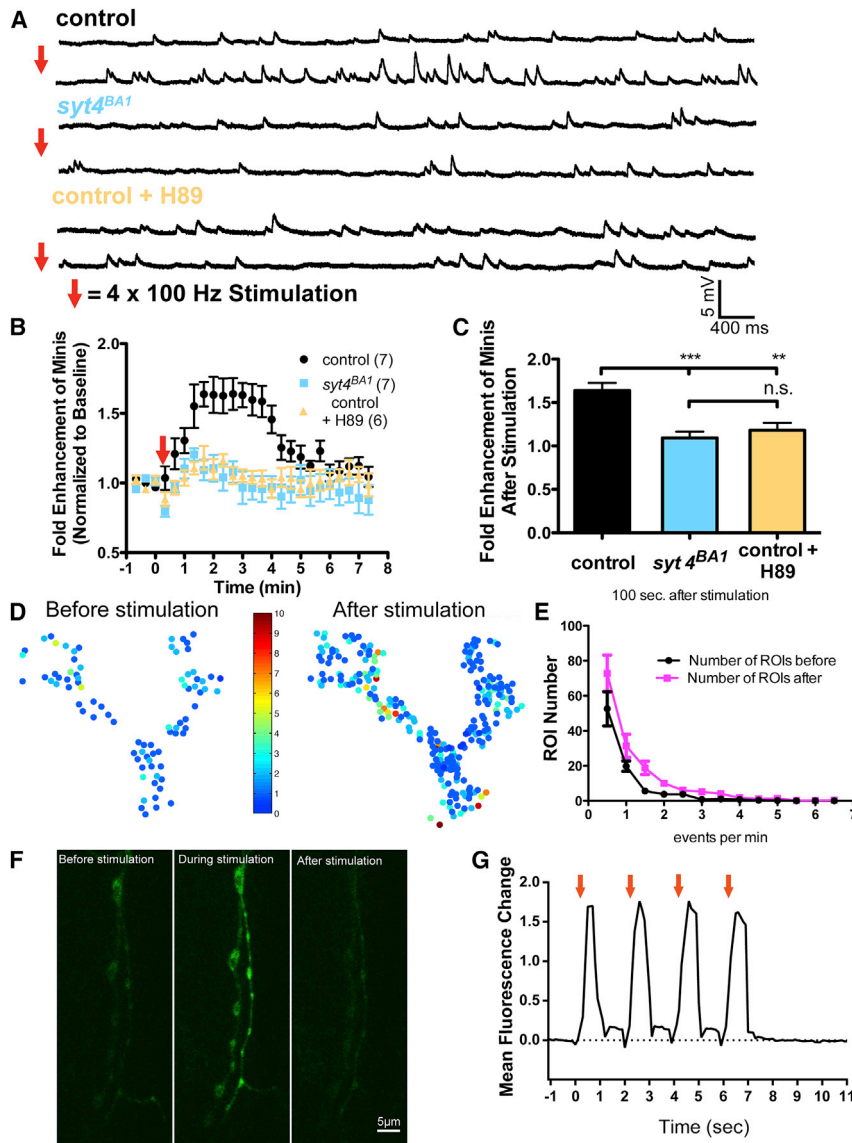 A
control
syt4BA1
control + H89
= 4 x 100 Hz Stimulation
5 mV
400 ms
B
Fold Enhancement of Minis
(Normalized to Baseline)
2.0
1.5
1.0
0.5
control (7)
syt4BA1 (7)
control
+ H89 (6)
-1 0 1 2 3 4 5 6 7 8
Time (min)
C
Fold Enhancement of Minis
After Stimulation
2.0
1.5
1.0
0.5
0.0
***
**
n.s.
control
syt 4BA1
control +
H89
100 sec. after stimulation
D
Before stimulation
After stimulation
10
9
8
7
6
5
4
3
2
1
0
E
ROI Number
100
80
60
40
20
0
Number of ROIs before
Number of ROIs after
0 1 2 3 4 5 6 7
events per min
F
Before stimulation
During stimulation
After stimulation
5µm
G
Mean Fluorescence Change
2.0
1.5
1.0
0.5
0.0
-1 0 1 2 3 4 5 6 7 8 9 10 11
Time (sec)